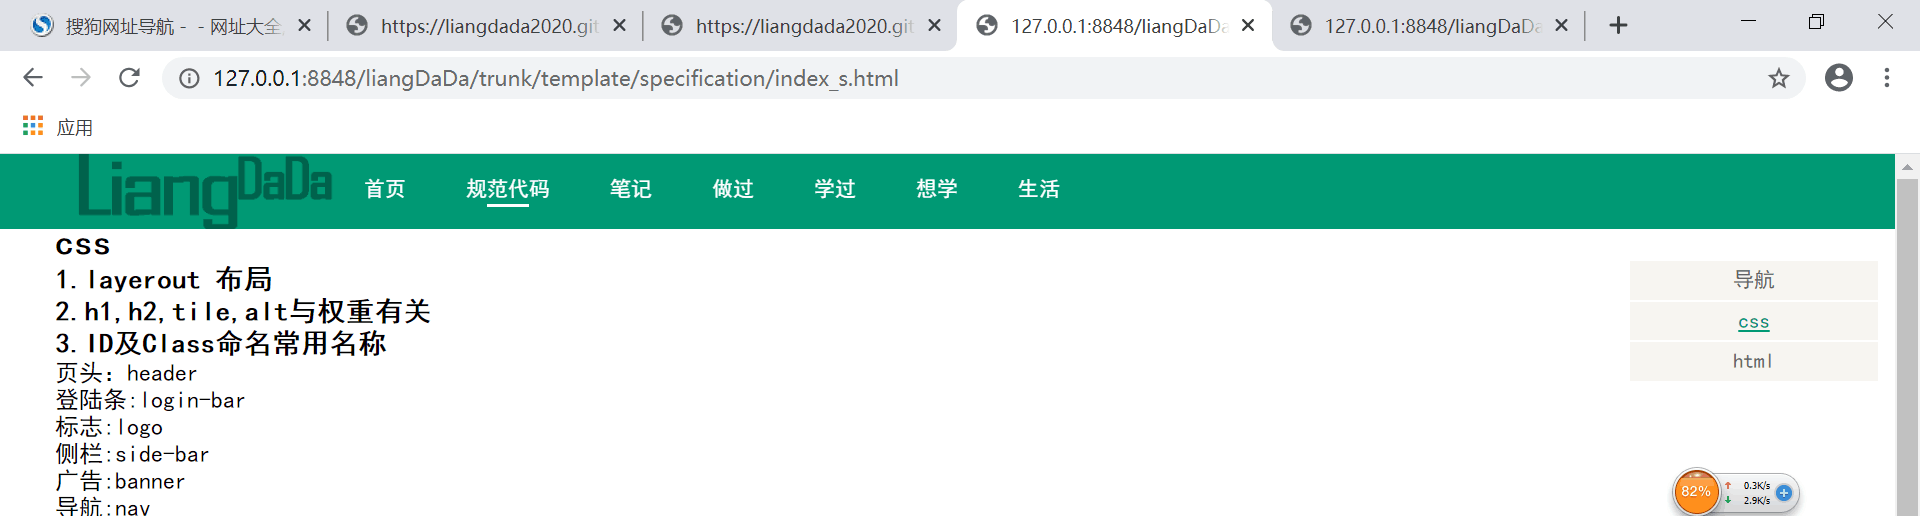 搜狗网址导航 - - 网址大全
https://liangdada2020.git
https://liangdada2020.git
127.0.0.1:8848/liangDaDa
127.0.0.1:8848/liangDaDa
127.0.0.1:8848/liangDaDa/trunk/template/specification/index_s.html
应用
LiangDaDa 首页 规范代码 笔记 做过 学过 想学 生活
css
1.layerout 布局
2.h1,h2,tile,alt与权重有关
3.ID及Class命名常用名称
页头: header
登陆条:login-bar
标志:logo
侧栏:side-bar
广告:banner
导航:nav
导航
css
html
82%
0.3K/s
2.9K/s